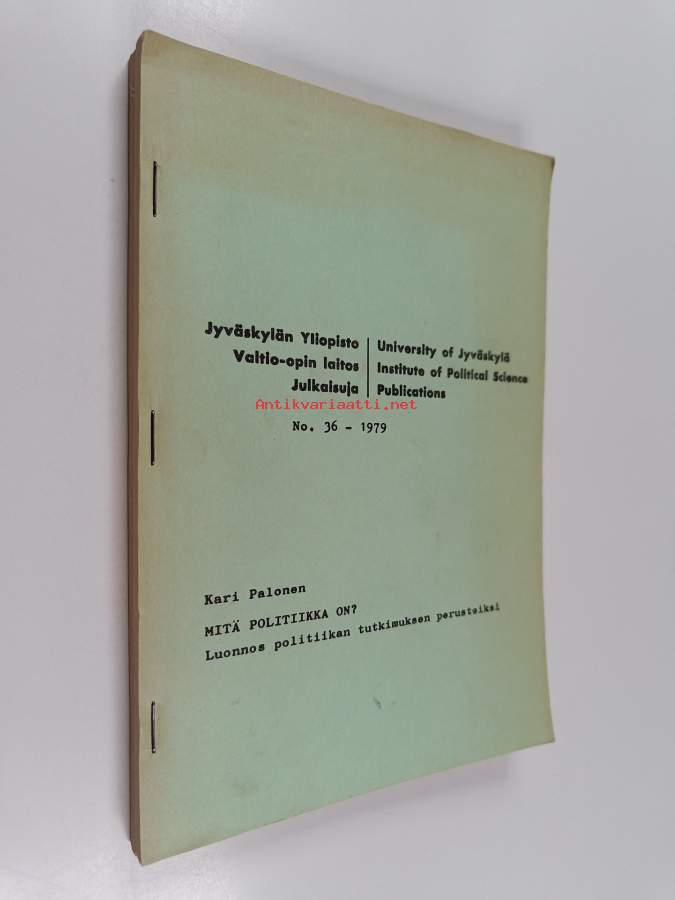 Jyväskylän Yliopisto
Valtio-opin laitos
Julkaisuja
University of Jyväskylä
Institute of Political Science
Publications
Antikvariaatti.net
No. 36 - 1979
Kari Palonen
MITÄ POLITIIKKA ON?
Luonnos politiikan tutkimuksen perusteiksi